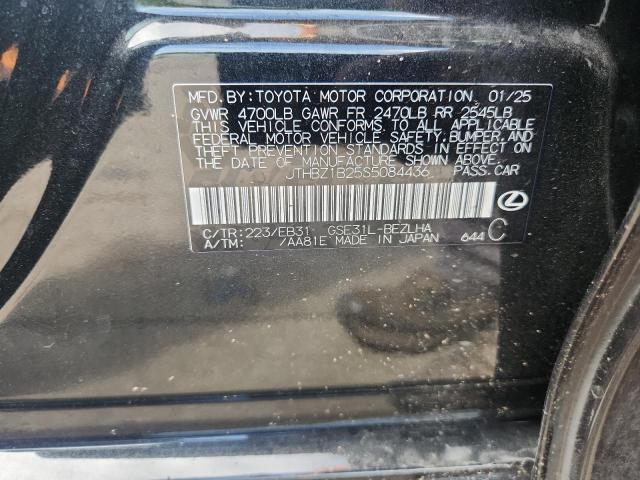 MFD. BY: TOYOTA MOTOR CORPORATION 01/25
GVWR 4700LB GAWR FR 2470LB RR 2545LB
THIS VEHICLE CONFORMS TO ALL APPLICABLE
FEDERAL MOTOR VEHICLE SAFETY, BUMPER, AND
THEFT PREVENTION STANDARDS IN EFFECT ON
THE DATE OF MANUFACTURE SHOWN ABOVE.
JTHBZ1B25S5084436 PASS. CAR
C/TR: 223/EB31 GSE31L-BEZLHA
A/TM: /AA81E MADE IN JAPAN 644 C